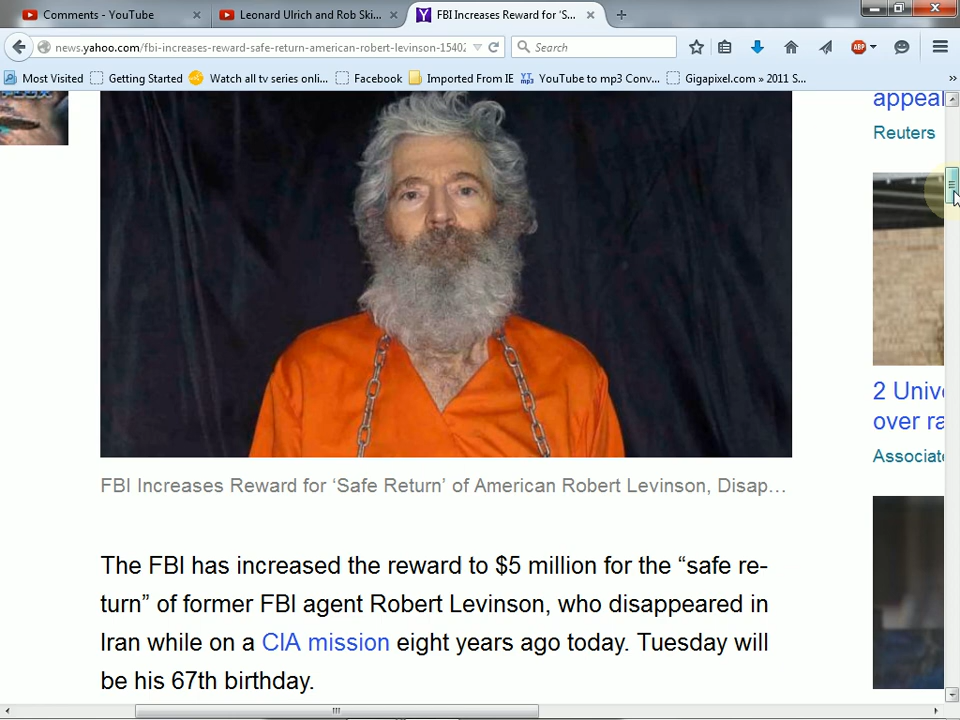 Comments - YouTube
Leonard Ulrich and Rob Ski...
FBI Increases Reward for ‘S...
news.yahoo.com/fbi-increases-reward-safe-return-american-robert-levinson-1540
Search
ABP
Most Visited
Getting Started
Watch all tv series onlin...
Facebook
Imported From IE
YouTube to mp3 Conv...
Gigapixel.com » 2011 S...
appeal
Reuters
2 Unive
over ra
Associate
FBI Increases Reward for ‘Safe Return’ of American Robert Levinson, Disap...
The FBI has increased the reward to $5 million for the “safe re-
turn” of former FBI agent Robert Levinson, who disappeared in
Iran while on a CIA mission eight years ago today. Tuesday will
be his 67th birthday.